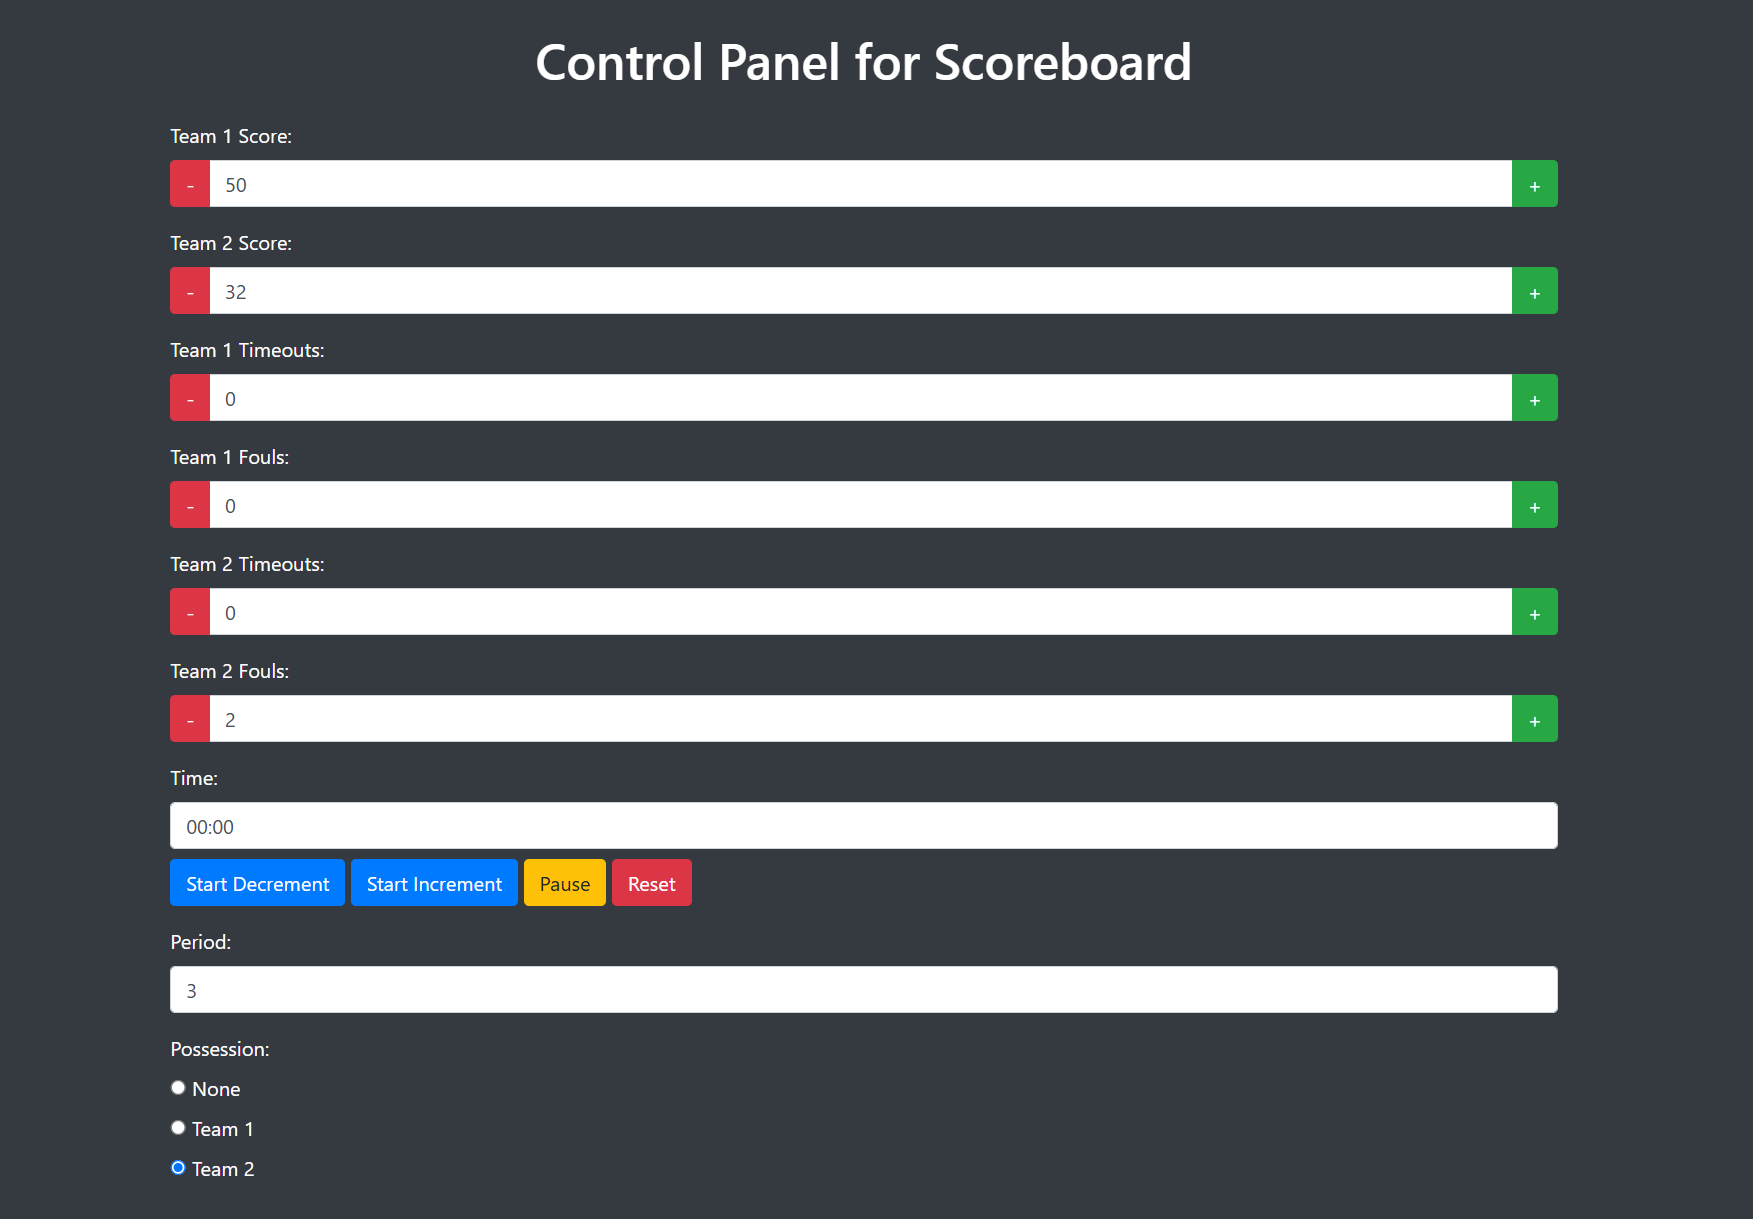 Control Panel for Scoreboard
Team 1 Score:
- 50 +
Team 2 Score:
- 32 +
Team 1 Timeouts:
- 0 +
Team 1 Fouls:
- 0 +
Team 2 Timeouts:
- 0 +
Team 2 Fouls:
- 2 +
Time:
00:00
Start Decrement Start Increment Pause Reset
Period:
3
Possession:
None
Team 1
Team 2